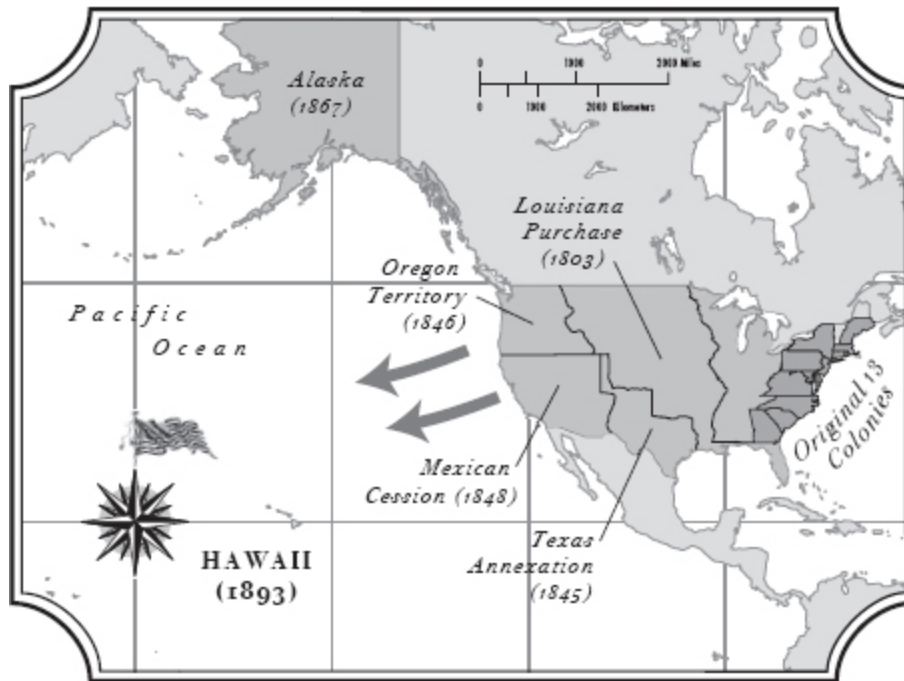 Alaska
(1867)
0 1000 2000 Miles
0 1000 2000 Kilometers
Louisiana
Purchase
(1803)
Oregon
Territory
(1846)
Pacific
Ocean
Original 13
Colonies
Mexican
Cession (1848)
Texas
Annexation
(1845)
HAWAII
(1893)